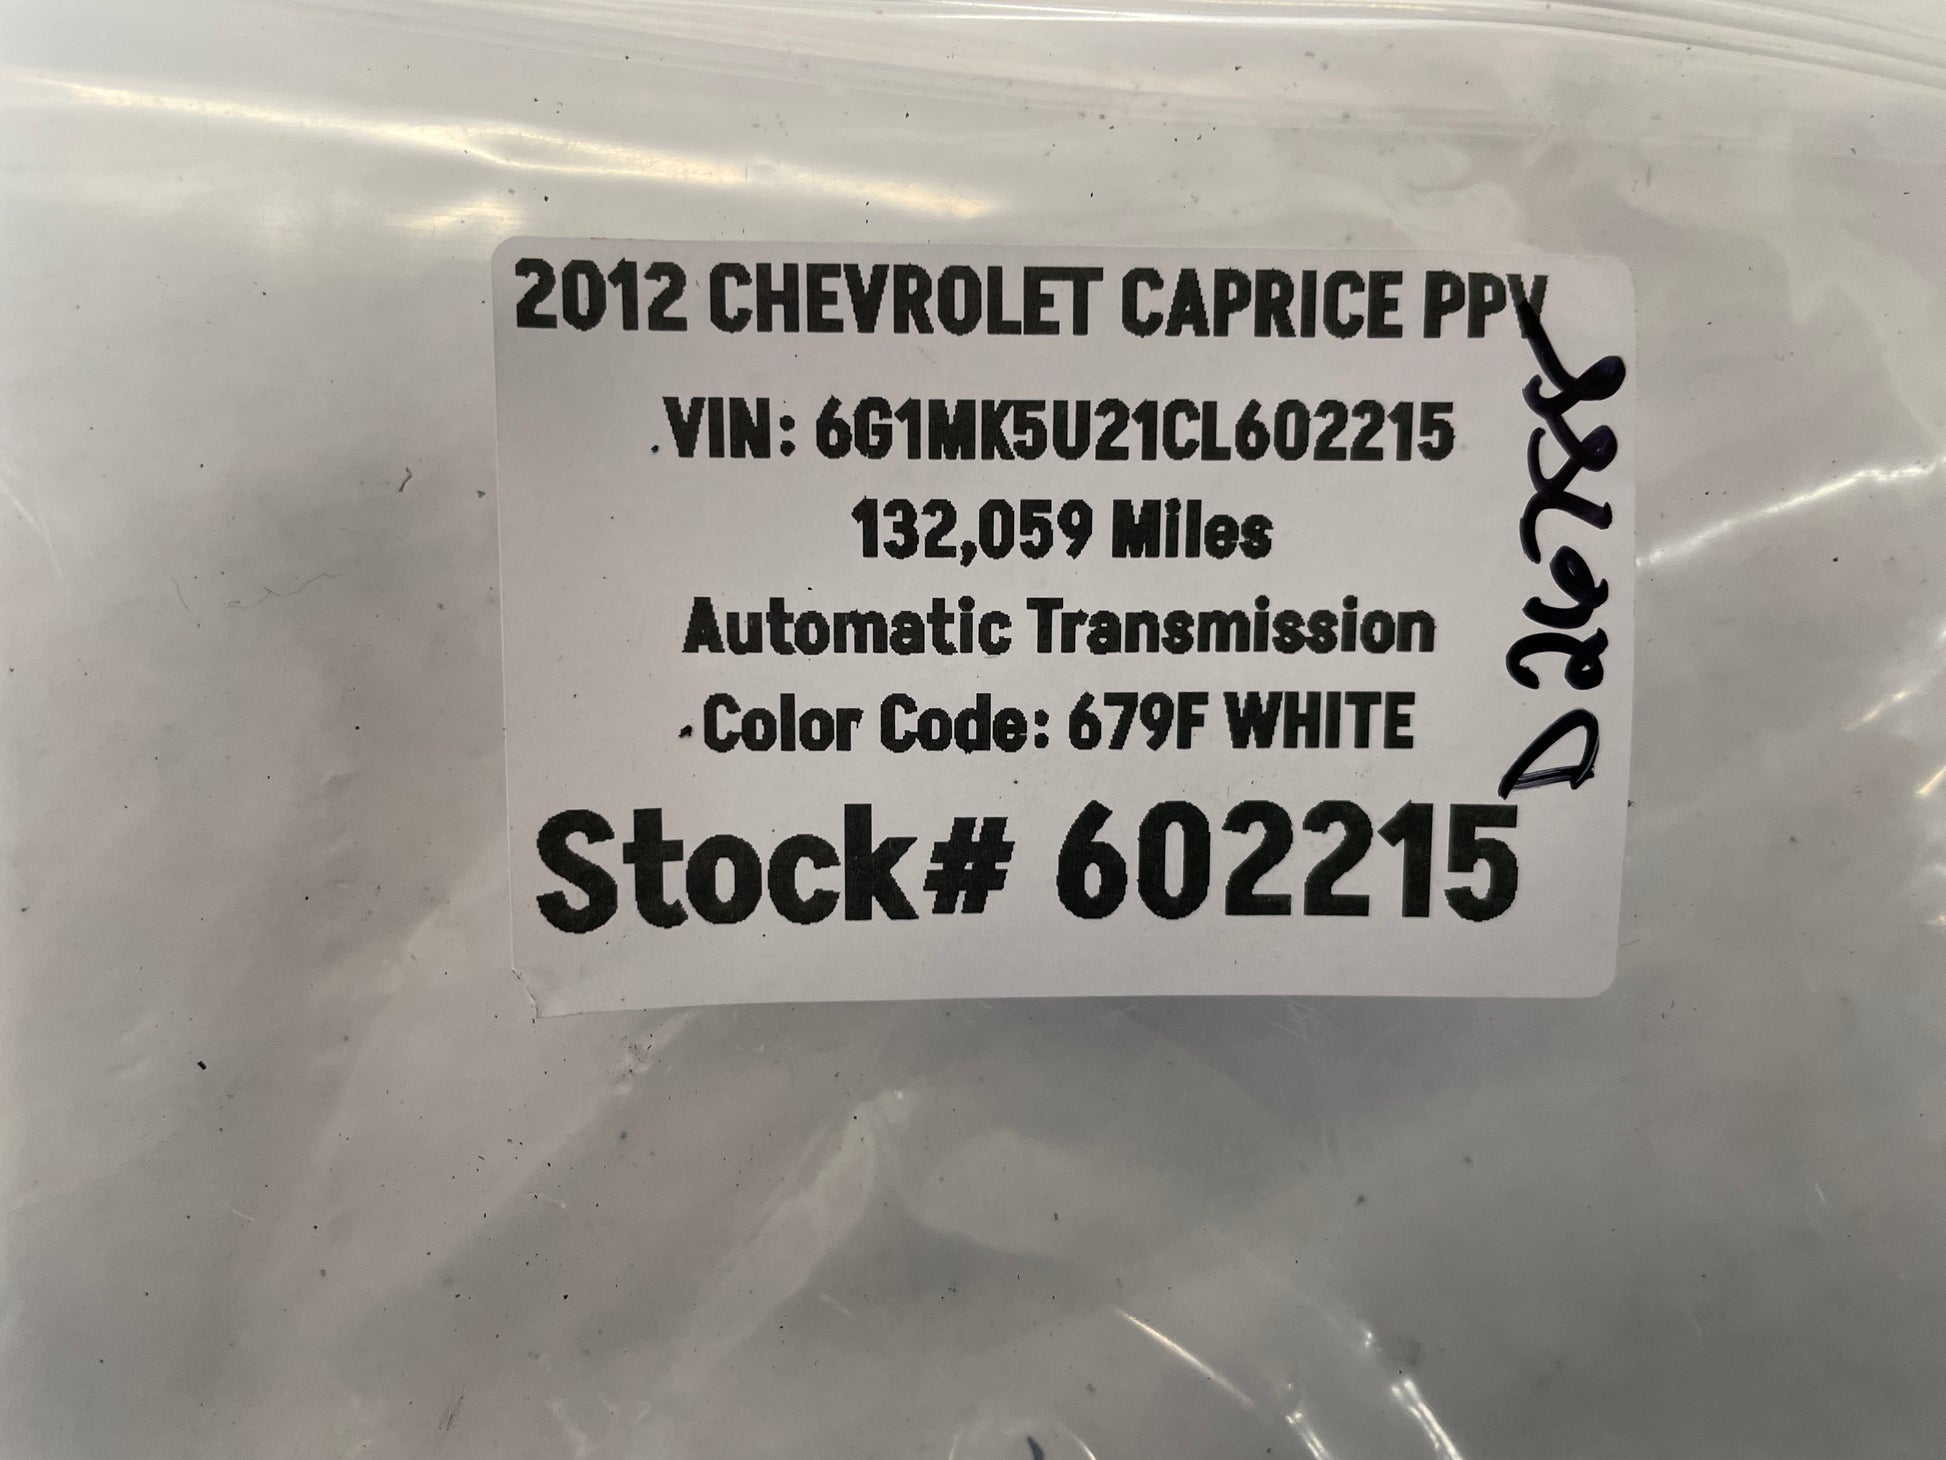 2012 CHEVROLET CAPRICE PPV
VIN: 6G1MK5U21CL602215
132,059 Miles
Automatic Transmission
Color Code: 679F WHITE
Stock# 602215